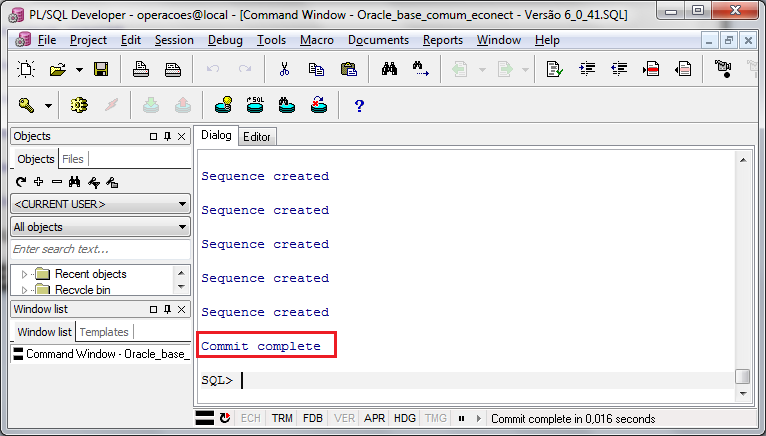 PL/SQL Developer - operacoes@local - [Command Window - Oracle_base_comum_econect - Versão 6_0_41.SQL]
File Project Edit Session Debug Tools Macro Documents Reports Window Help
SQL
?
Objects
Dialog Editor
Objects Files
<CURRENT USER>
All objects
Enter search text...
Recent objects
Recycle bin
Window list
Window list Templates
Command Window - Oracle_base_
Sequence created
Sequence created
Sequence created
Sequence created
Sequence created
Commit complete
SQL>
ECH TRM FDB VER APR HDG TMG Commit complete in 0,016 seconds